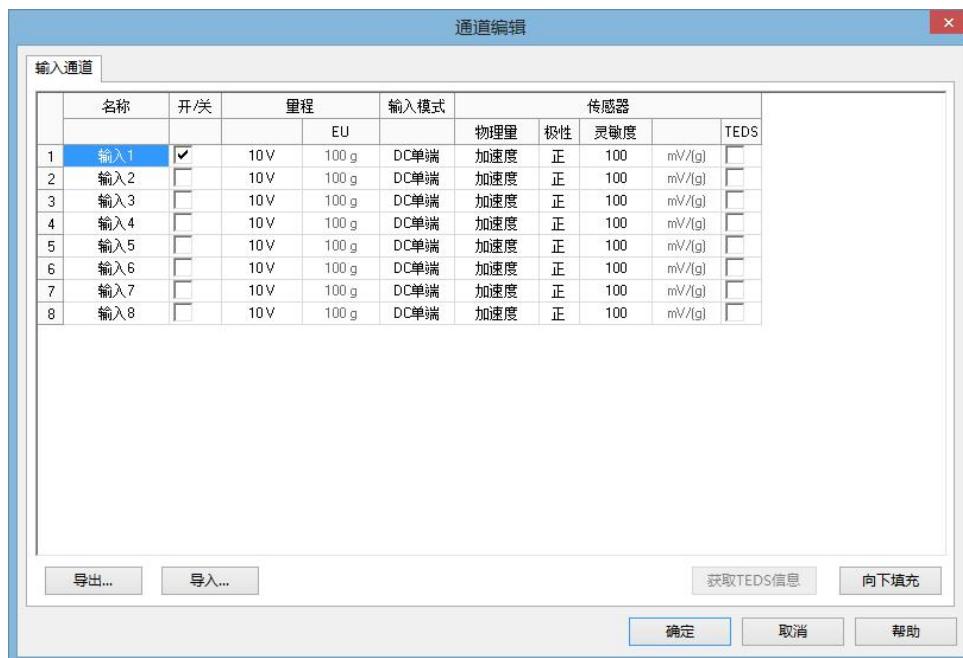 通道编辑
输入通道
名称 开/关 量程 输入模式 传感器
EU 物理量 极性 灵敏度 TEDS
1 输入1 10 V 100 g DC单端 加速度 正 100 mV/(g)
2 输入2 10 V 100 g DC单端 加速度 正 100 mV/(g)
3 输入3 10 V 100 g DC单端 加速度 正 100 mV/(g)
4 输入4 10 V 100 g DC单端 加速度 正 100 mV/(g)
5 输入5 10 V 100 g DC单端 加速度 正 100 mV/(g)
6 输入6 10 V 100 g DC单端 加速度 正 100 mV/(g)
7 输入7 10 V 100 g DC单端 加速度 正 100 mV/(g)
8 输入8 10 V 100 g DC单端 加速度 正 100 mV/(g)
导出... 导入... 获取TEDS信息 向下填充
确定 取消 帮助